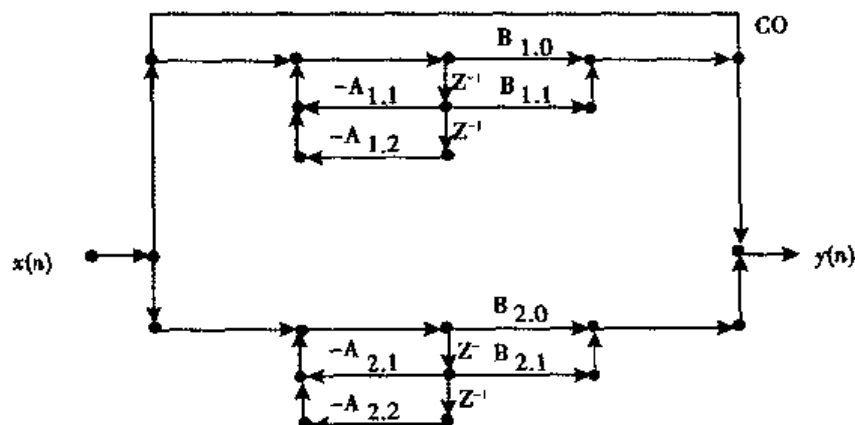 CO
B 1.0
Z⁻¹
-A 1.1
B 1.1
-A 1.2
Z⁻¹
x(n)
y(n)
B 2.0
-A 2.1
Z⁻
B 2.1
-A 2.2
Z⁻¹